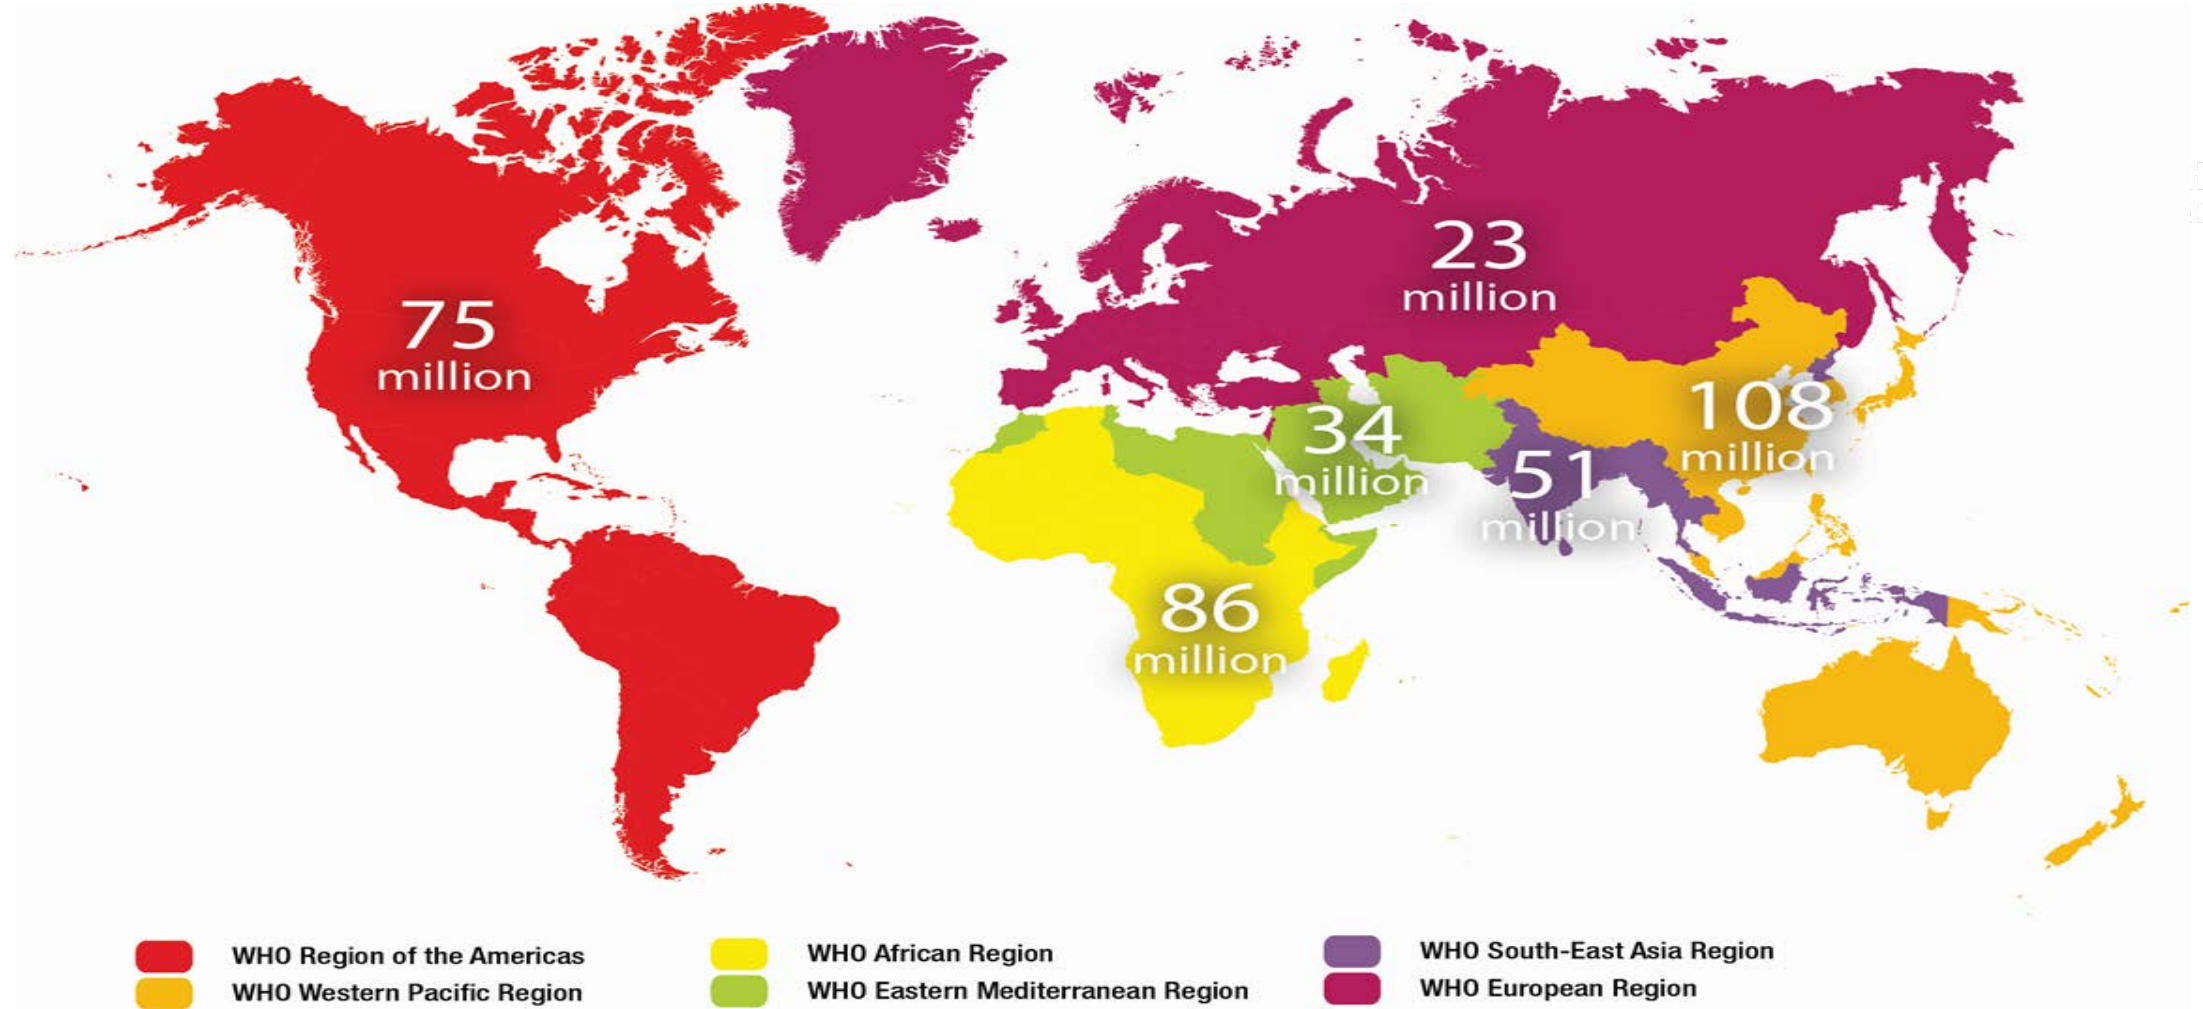 23
million
75
million
108
million
34
million
51
million
86
million
WHO Region of the Americas
WHO African Region
WHO South-East Asia Region
WHO Western Pacific Region
WHO Eastern Mediterranean Region
WHO European Region